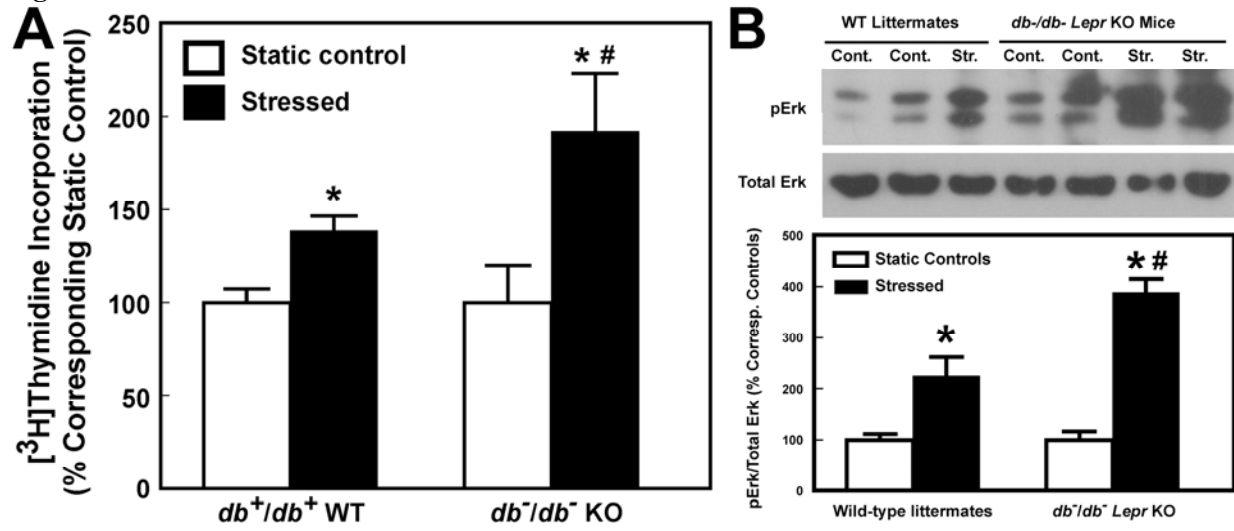 A
250
200
150
100
50
0
[3H]Thymidine Incorporation
(% Corresponding Static Control)
Static control
Stressed
*
* #
db+/db+ WT
db-/db- KO
B
WT Littermates
db-/db- Lepr KO Mice
Cont. Cont. Str. Cont. Cont. Str. Str.
pErk
Total Erk
500
400
300
200
100
0
pErk/Total Erk (% Corresp. Controls)
Static Controls
Stressed
*
* #
Wild-type littermates
db-/db- Lepr KO